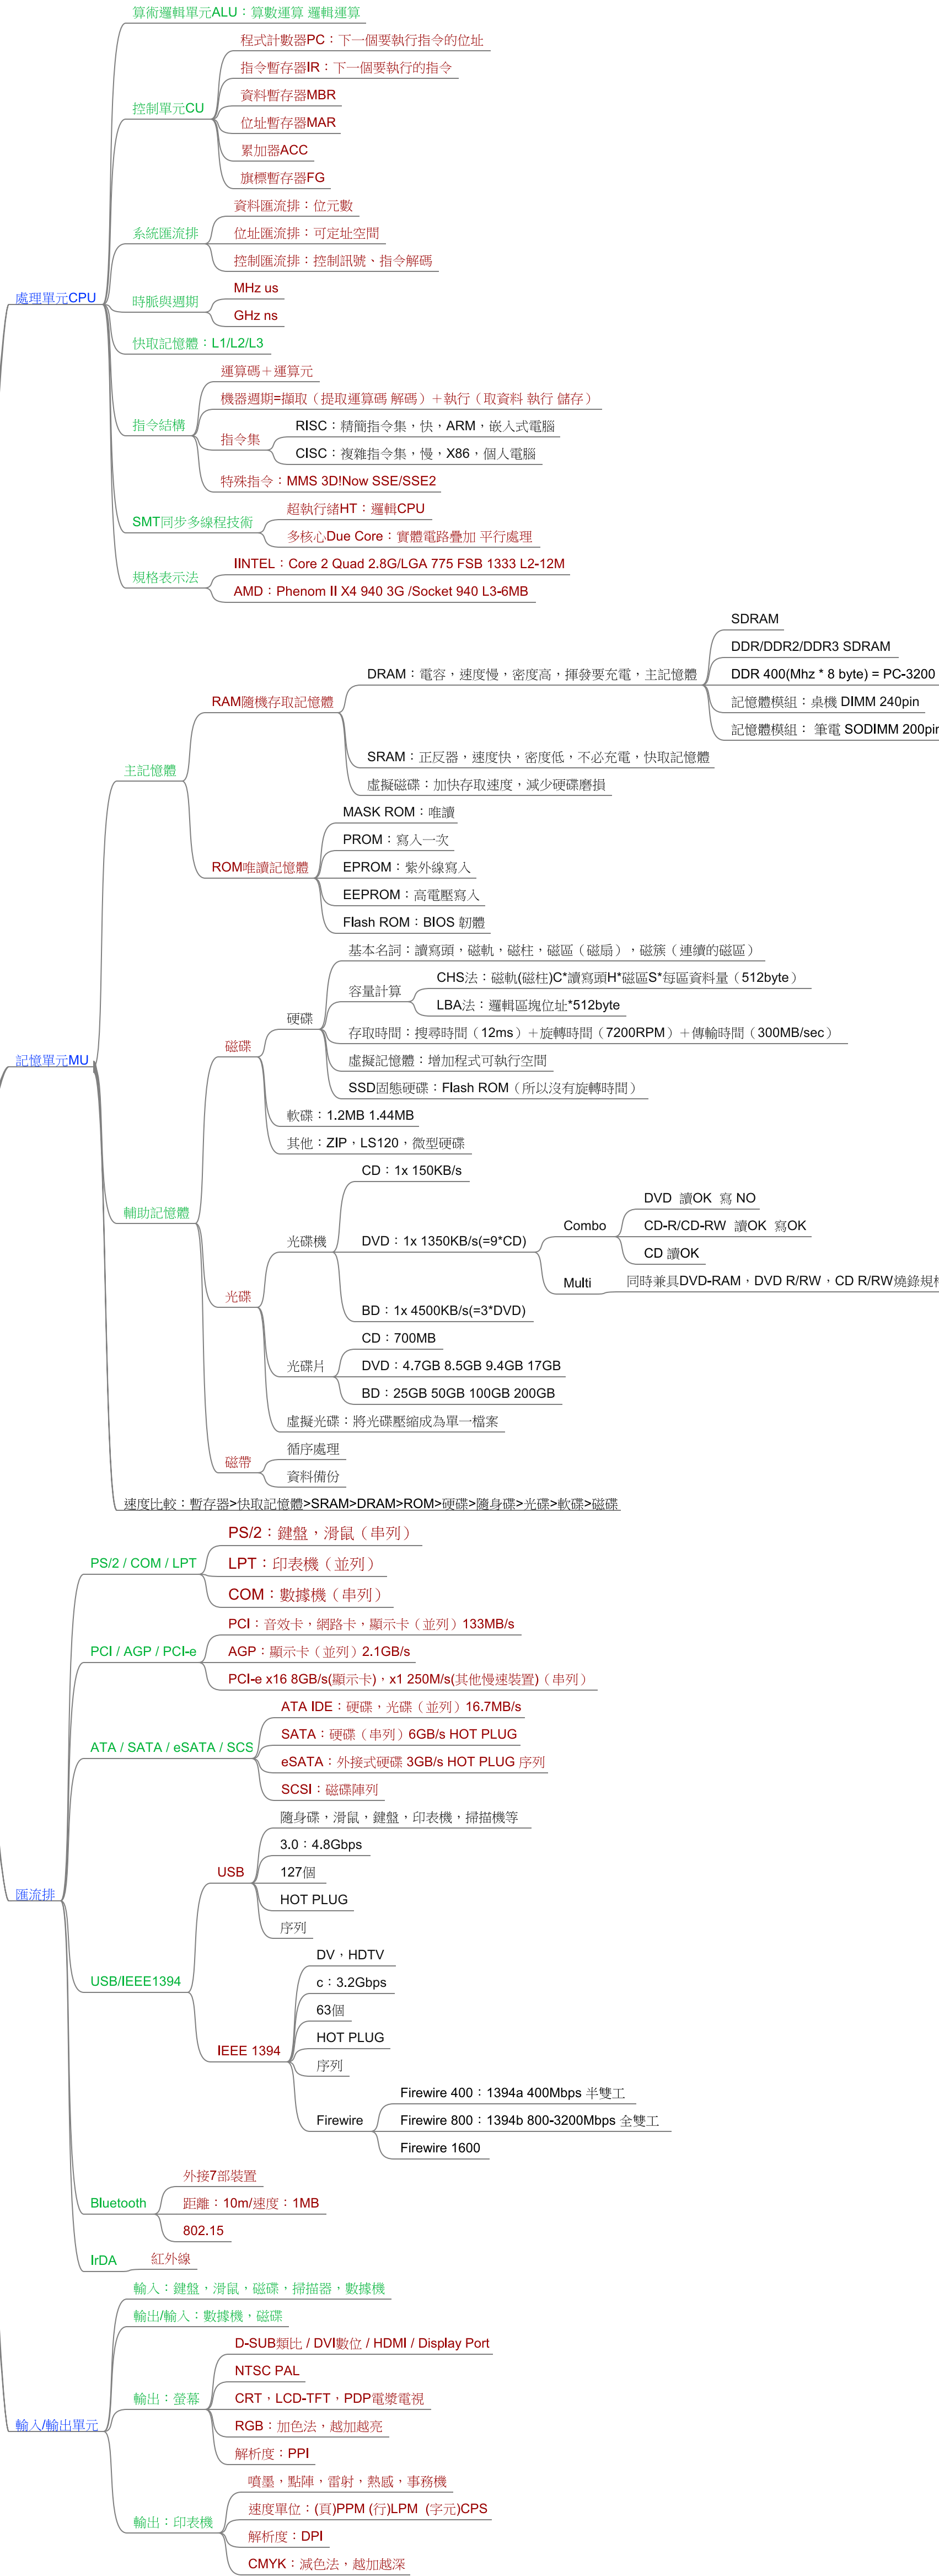 算術邏輯單元ALU：算數運算 邏輯運算
程式計數器PC：下一個要執行指令的位址
指令暫存器IR：下一個要執行的指令
資料暫存器MBR
控制單元CU
位址暫存器MAR
累加器ACC
旗標暫存器FG
資料匯流排：位元數
系統匯流排
位址匯流排：可定址空間
控制匯流排：控制訊號、指令解碼
處理單元CPU
時脈與週期
MHz us
GHz ns
快取記憶體：L1/L2/L3
運算碼＋運算元
機器週期=擷取（提取運算碼 解碼）＋執行（取資料 執行 儲存）
指令結構
指令集
RISC：精簡指令集，快，ARM，嵌入式電腦
CISC：複雜指令集，慢，X86，個人電腦
特殊指令：MMS 3D!Now SSE/SSE2
SMT同步多線程技術
超執行緒HT：邏輯CPU
多核心Due Core：實體電路疊加 平行處理
規格表示法
IINTEL：Core 2 Quad 2.8G/LGA 775 FSB 1333 L2-12M
AMD：Phenom II X4 940 3G /Socket 940 L3-6MB
SDRAM
DDR/DDR2/DDR3 SDRAM
DRAM：電容，速度慢，密度高，揮發要充電，主記憶體
DDR 400(Mhz * 8 byte) = PC-3200
RAM隨機存取記憶體
記憶體模組：桌機 DIMM 240pin
記憶體模組： 筆電 SODIMM 200pin
SRAM：正反器，速度快，密度低，不必充電，快取記憶體
主記憶體
虛擬磁碟：加快存取速度，減少硬碟磨損
MASK ROM：唯讀
PROM：寫入一次
ROM唯讀記憶體
EPROM：紫外線寫入
EEPROM：高電壓寫入
Flash ROM：BIOS 韌體
基本名詞：讀寫頭，磁軌，磁柱，磁區（磁扇），磁簇（連續的磁區）
容量計算
CHS法：磁軌(磁柱)C*讀寫頭H*磁區S*每區資料量（512byte）
LBA法：邏輯區塊位址*512byte
硬碟
存取時間：搜尋時間（12ms）＋旋轉時間（7200RPM）＋傳輸時間（300MB/sec）
磁碟
記憶單元MU
虛擬記憶體：增加程式可執行空間
SSD固態硬碟：Flash ROM（所以沒有旋轉時間）
軟碟：1.2MB 1.44MB
其他：ZIP，LS120，微型硬碟
CD：1x 150KB/s
輔助記憶體
光碟機
DVD：1x 1350KB/s(=9*CD)
Combo
DVD 讀OK 寫 NO
CD-R/CD-RW 讀OK 寫OK
CD 讀OK
Multi
同時兼具DVD-RAM，DVD R/RW，CD R/RW燒錄規
光碟
BD：1x 4500KB/s(=3*DVD)
CD：700MB
光碟片
DVD：4.7GB 8.5GB 9.4GB 17GB
BD：25GB 50GB 100GB 200GB
虛擬光碟：將光碟壓縮成為單一檔案
磁帶
循序處理
資料備份
速度比較：暫存器>快取記憶體>SRAM>DRAM>ROM>硬碟>隨身碟>光碟>軟碟>磁碟
PS/2 / COM / LPT
PS/2：鍵盤，滑鼠（串列）
LPT：印表機（並列）
COM：數據機（串列）
PCI / AGP / PCI-e
PCI：音效卡，網路卡，顯示卡（並列）133MB/s
AGP：顯示卡（並列）2.1GB/s
PCI-e x16 8GB/s(顯示卡)，x1 250M/s(其他慢速裝置)（串列）
ATA / SATA / eSATA / SCS
ATA IDE：硬碟，光碟（並列）16.7MB/s
SATA：硬碟（串列）6GB/s HOT PLUG
eSATA：外接式硬碟 3GB/s HOT PLUG 序列
SCSI：磁碟陣列
匯流排
USB/IEEE1394
USB
隨身碟，滑鼠，鍵盤，印表機，掃描機等
3.0：4.8Gbps
127個
HOT PLUG
序列
IEEE 1394
DV，HDTV
c：3.2Gbps
63個
HOT PLUG
序列
Firewire
Firewire 400：1394a 400Mbps 半雙工
Firewire 800：1394b 800-3200Mbps 全雙工
Firewire 1600
Bluetooth
外接7部裝置
距離：10m/速度：1MB
802.15
IrDA
紅外線
輸入：鍵盤，滑鼠，磁碟，掃描器，數據機
輸出/輸入：數據機，磁碟
輸入/輸出單元
輸出：螢幕
D-SUB類比 / DVI數位 / HDMI / Display Port
NTSC PAL
CRT，LCD-TFT，PDP電漿電視
RGB：加色法，越加越亮
解析度：PPI
輸出：印表機
噴墨，點陣，雷射，熱感，事務機
速度單位：(頁)PPM (行)LPM (字元)CPS
解析度：DPI
CMYK：減色法，越加越深